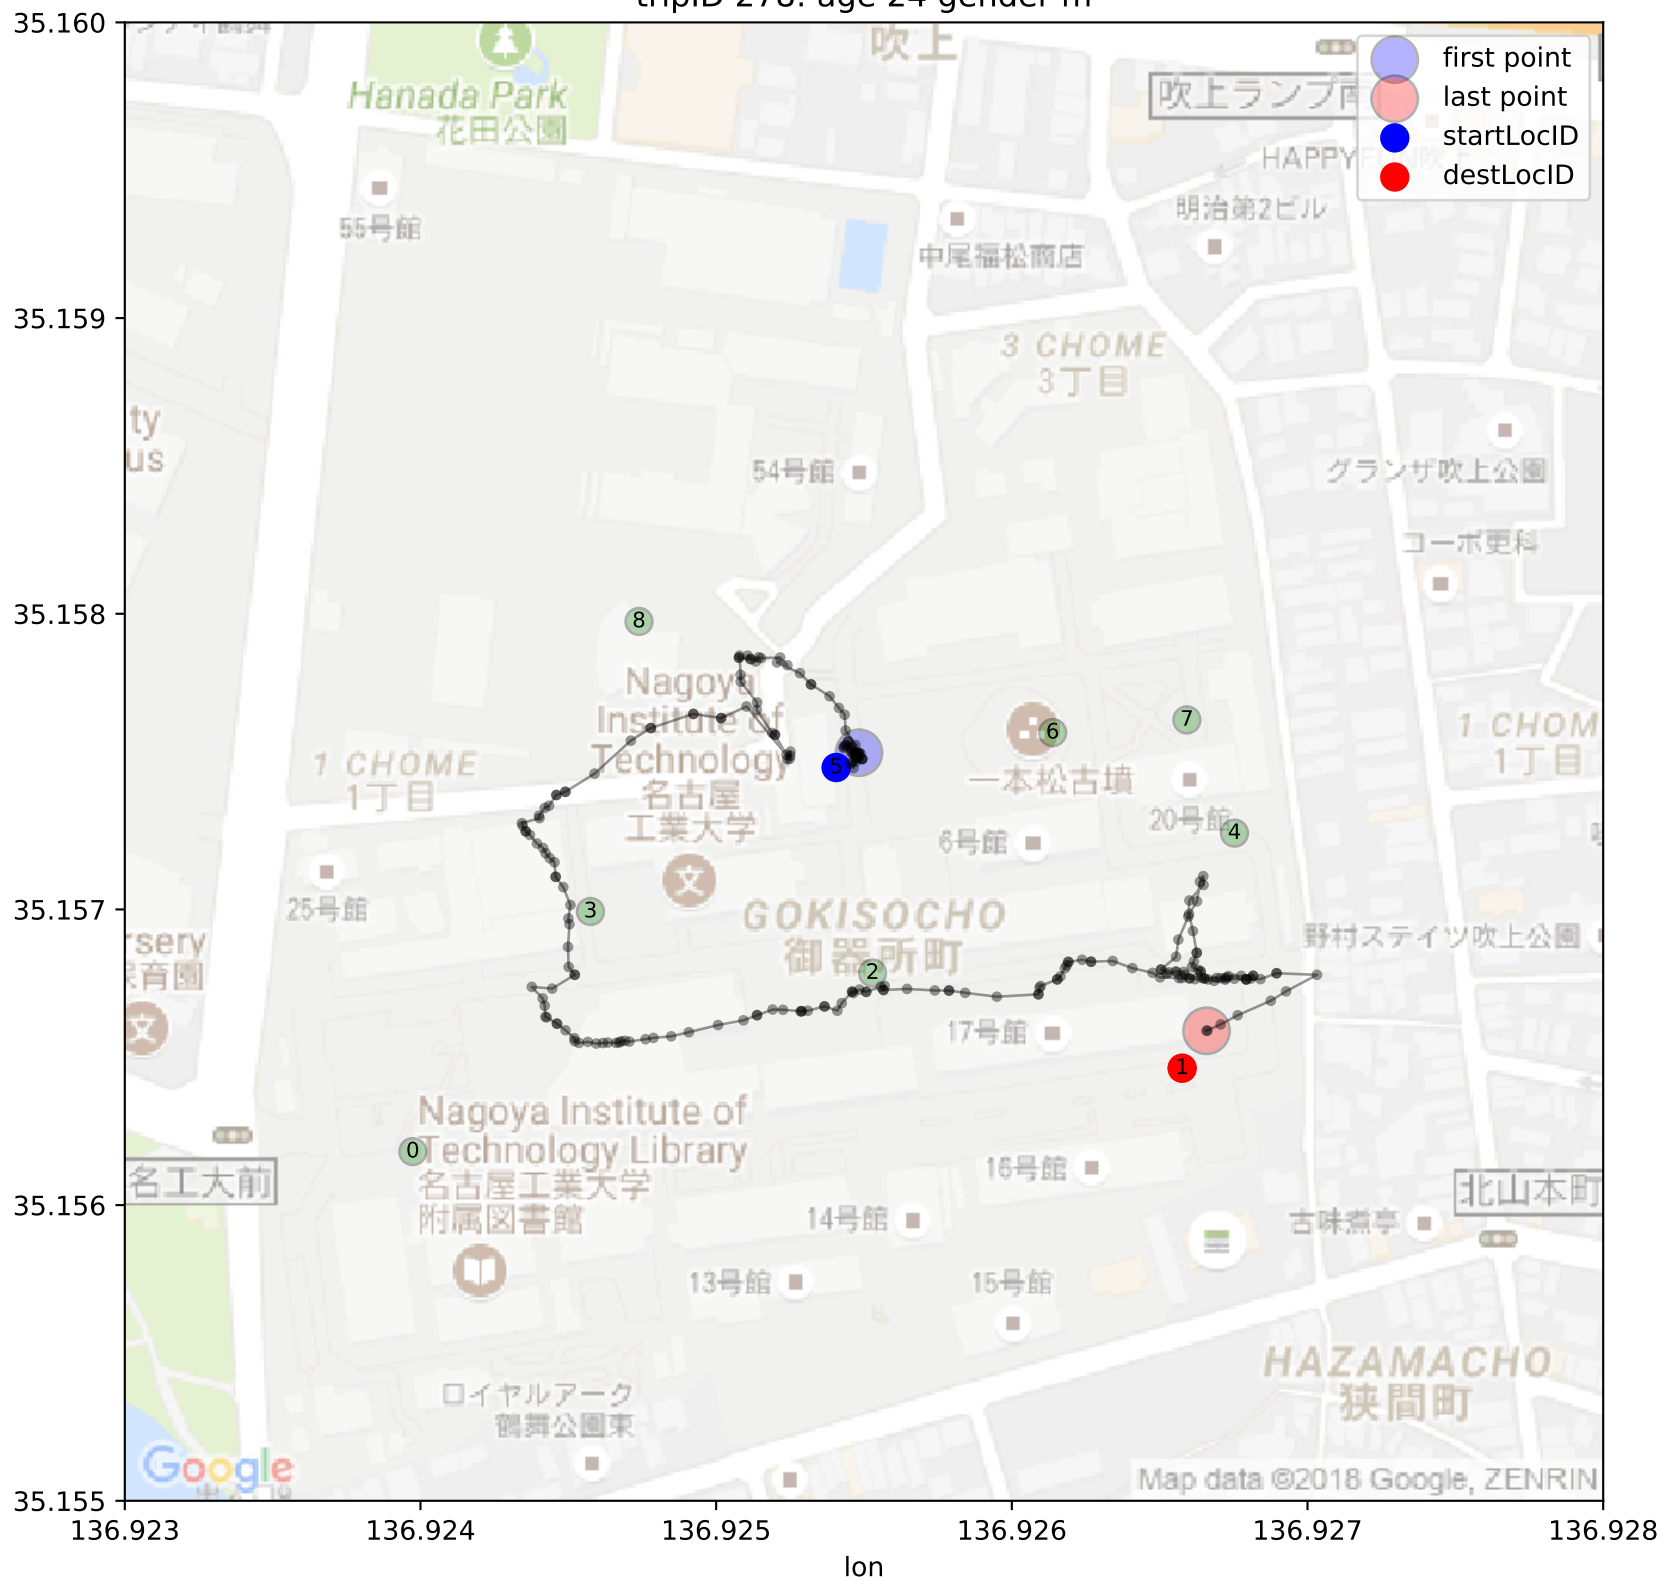 35.160
吹上
first point
last point
startLocID
destLocID
Hanada Park
花田公園
吹上ランプ南
明治第2ビル
55号館
中尾福松商店
35.159
3 CHOME
3丁目
ty
us
54号館
グランザ吹上公園
コーポ更科
35.158
8
Nagoya
Institute of
Technology
名古屋
工業大学
5
6
7
1 CHOME
1丁目
1 CHOM
1丁目
一本松古墳
20号館
4
6号館
25号館
35.157
3
GOKISOCHO
御器所町
2
野村ステイツ吹上公園
rsery
保育園
17号館
1
Nagoya Institute of
Technology Library
名古屋工業大学
附属図書館
0
名工大前
16号館
北山本町
35.156
14号館
古味煮亭
13号館
15号館
HAZAMACHO
狭間町
ロイヤルアーク
鶴舞公園東
Google
Map data ©2018 Google, ZENRIN
35.155
136.923
136.924
136.925
136.926
136.927
136.928
lon